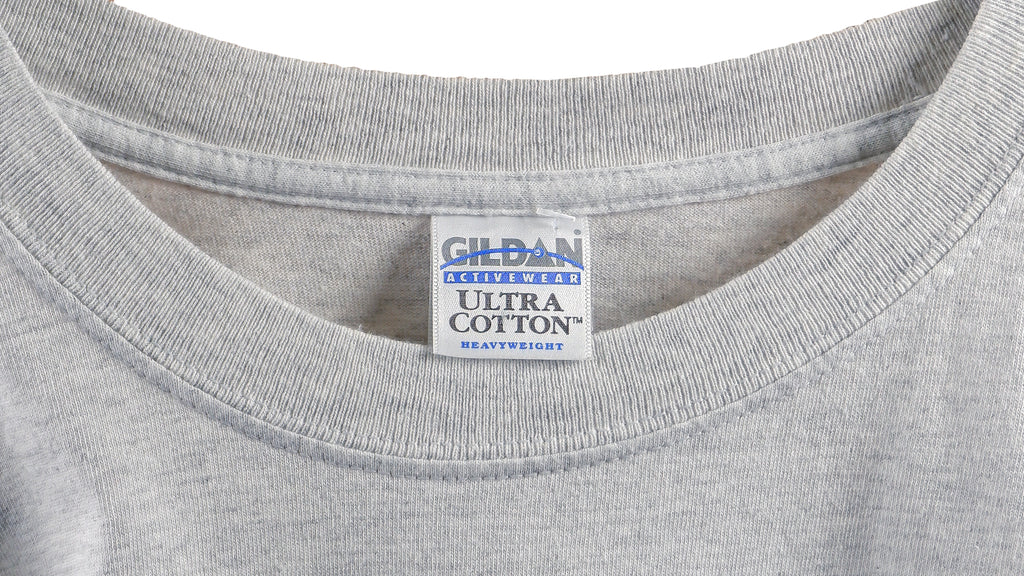 GILDAN®
ACTIVEWEAR
ULTRA
COTTON™
HEAVYWEIGHT